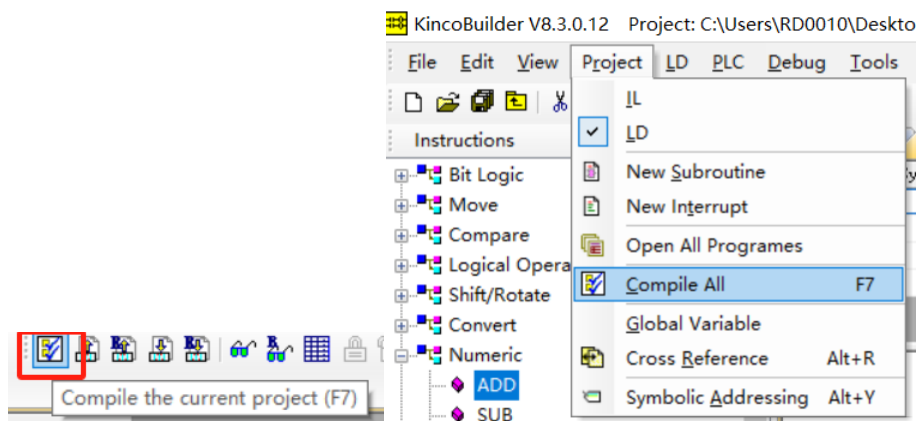 Compile the current project (F7)
KincoBuilder V8.3.0.12 Project: C:\Users\RD0010\Deskto
File Edit View Project LD PLC Debug Tools
Instructions
Bit Logic
Move
Compare
Logical Opera
Shift/Rotate
Convert
Numeric
ADD
SUB
IL
LD
New Subroutine
New Interrupt
Open All Programes
Compile All F7
Global Variable
Cross Reference Alt+R
Symbolic Addressing Alt+Y